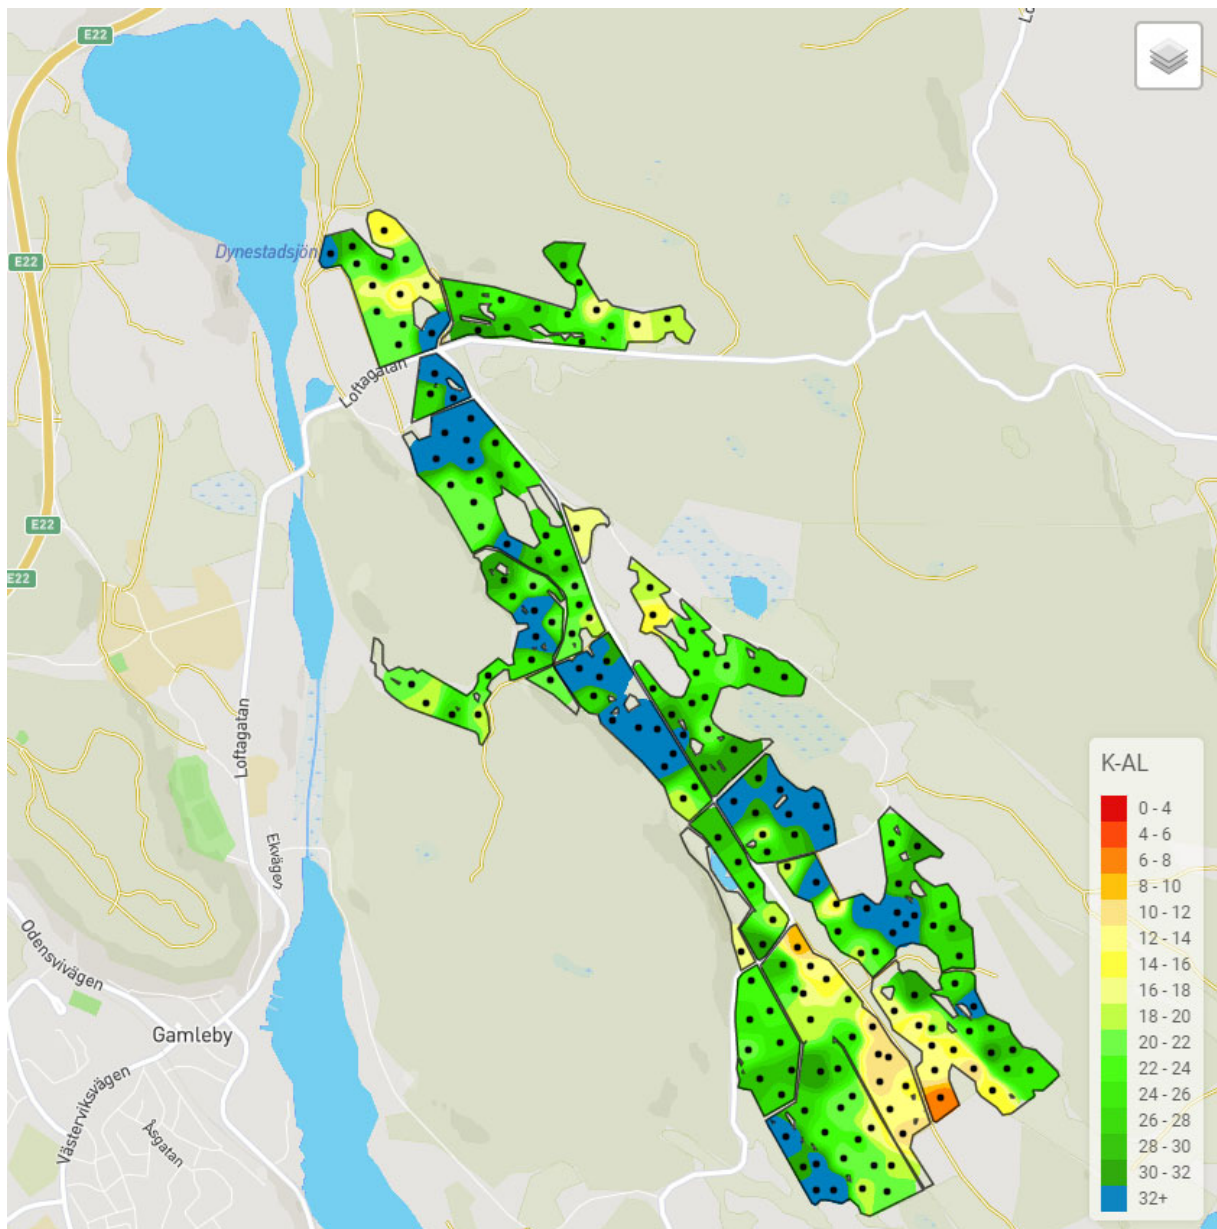 E22
Dynestadsjön
E22
Loftagatan
E22
E22
Loftagatan
Ekvägen
Odensvivägen
Gamleby
Västerviksvägen
Åsgatan
K-AL
0 - 4
4 - 6
6 - 8
8 - 10
10 - 12
12 - 14
14 - 16
16 - 18
18 - 20
20 - 22
22 - 24
24 - 26
26 - 28
28 - 30
30 - 32
32+